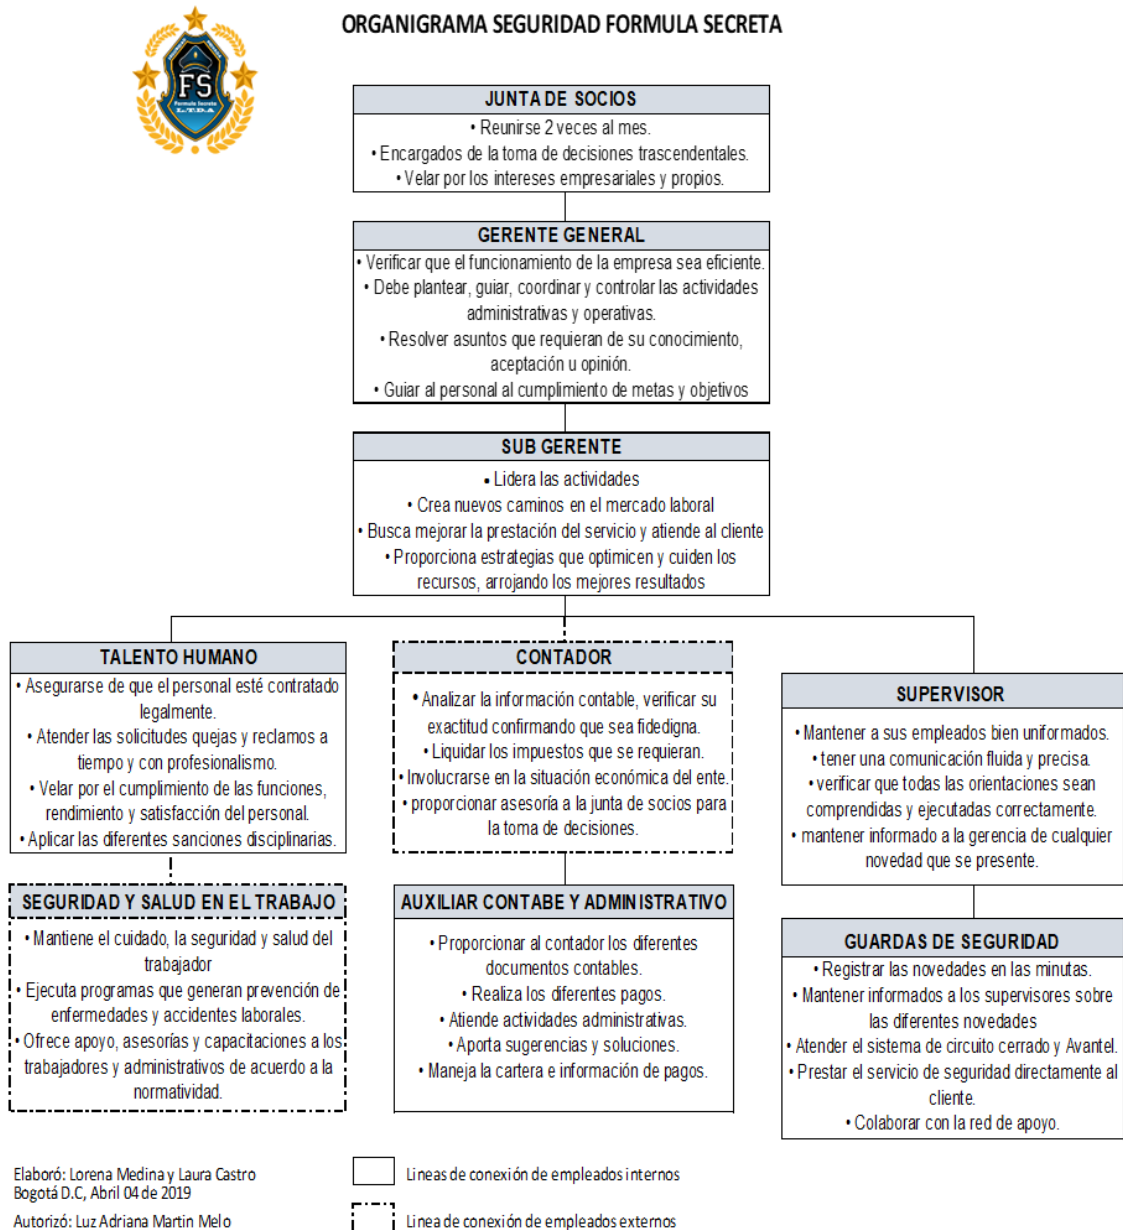 ORGANIGRAMA SEGURIDAD FORMULA SECRETA
FS
Formula Secreta
L.T.D.A
JUNTA DE SOCIOS
• Reunirse 2 veces al mes.
• Encargados de la toma de decisiones trascendentales.
• Velar por los intereses empresariales y propios.
GERENTE GENERAL
• Verificar que el funcionamiento de la empresa sea eficiente.
• Debe plantear, guiar, coordinar y controlar las actividades
administrativas y operativas.
• Resolver asuntos que requieran de su conocimiento,
aceptación u opinión.
• Guiar al personal al cumplimiento de metas y objetivos
SUB GERENTE
• Lidera las actividades
• Crea nuevos caminos en el mercado laboral
• Busca mejorar la prestación del servicio y atiende al cliente
• Proporciona estrategias que optimicen y cuiden los
recursos, arrojando los mejores resultados
TALENTO HUMANO
• Asegurarse de que el personal esté contratado
legalmente.
• Atender las solicitudes quejas y reclamos a
tiempo y con profesionalismo.
• Velar por el cumplimiento de las funciones,
rendimiento y satisfacción del personal.
• Aplicar las diferentes sanciones disciplinarias.
SEGURIDAD Y SALUD EN EL TRABAJO
• Mantiene el cuidado, la seguridad y salud del
trabajador
• Ejecuta programas que generan prevención de
enfermedades y accidentes laborales.
• Ofrece apoyo, asesorías y capacitaciones a los
trabajadores y administrativos de acuerdo a la
normatividad.
CONTADOR
• Analizar la información contable, verificar su
exactitud confirmando que sea fidedigna.
• Liquidar los impuestos que se requieran.
• Involucrarse en la situación económica del ente.
• proporcionar asesoría a la junta de socios para
la toma de decisiones.
AUXILIAR CONTABE Y ADMINISTRATIVO
• Proporcionar al contador los diferentes
documentos contables.
• Realiza los diferentes pagos.
• Atiende actividades administrativas.
• Aporta sugerencias y soluciones.
• Maneja la cartera e información de pagos.
SUPERVISOR
• Mantener a sus empleados bien uniformados.
• tener una comunicación fluida y precisa.
• verificar que todas las orientaciones sean
comprendidas y ejecutadas correctamente.
• mantener informado a la gerencia de cualquier
novedad que se presente.
GUARDAS DE SEGURIDAD
• Registrar las novedades en las minutas.
• Mantener informados a los supervisores sobre
las diferentes novedades
• Atender el sistema de circuito cerrado y Avantel.
• Prestar el servicio de seguridad directamente al
cliente.
• Colaborar con la red de apoyo.
Elaboró: Lorena Medina y Laura Castro
Bogotá D.C, Abril 04 de 2019
Autorizó: Luz Adriana Martin Melo
Lineas de conexión de empleados internos
Linea de conexión de empleados externos